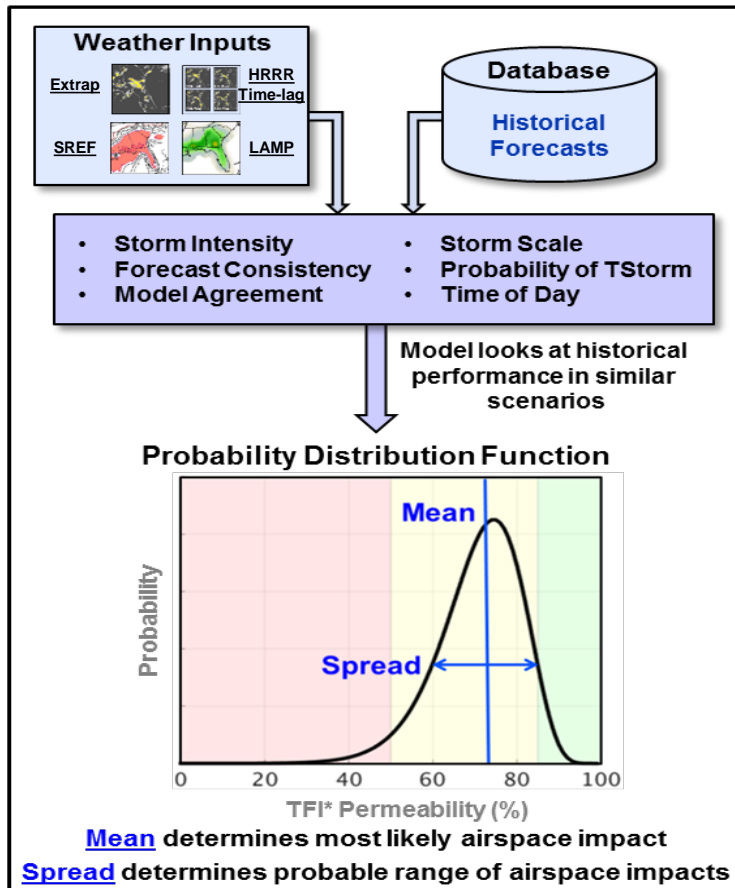 Weather Inputs
Extrap
HRRR
Time-lag
SREF
LAMP
Database
Historical
Forecasts
• Storm Intensity
• Forecast Consistency
• Model Agreement
• Storm Scale
• Probability of TStorm
• Time of Day
Model looks at historical
performance in similar
scenarios
Probability Distribution Function
Mean
Spread
Probability
0 20 40 60 80 100
TFI* Permeability (%)
Mean determines most likely airspace impact
Spread determines probable range of airspace impacts